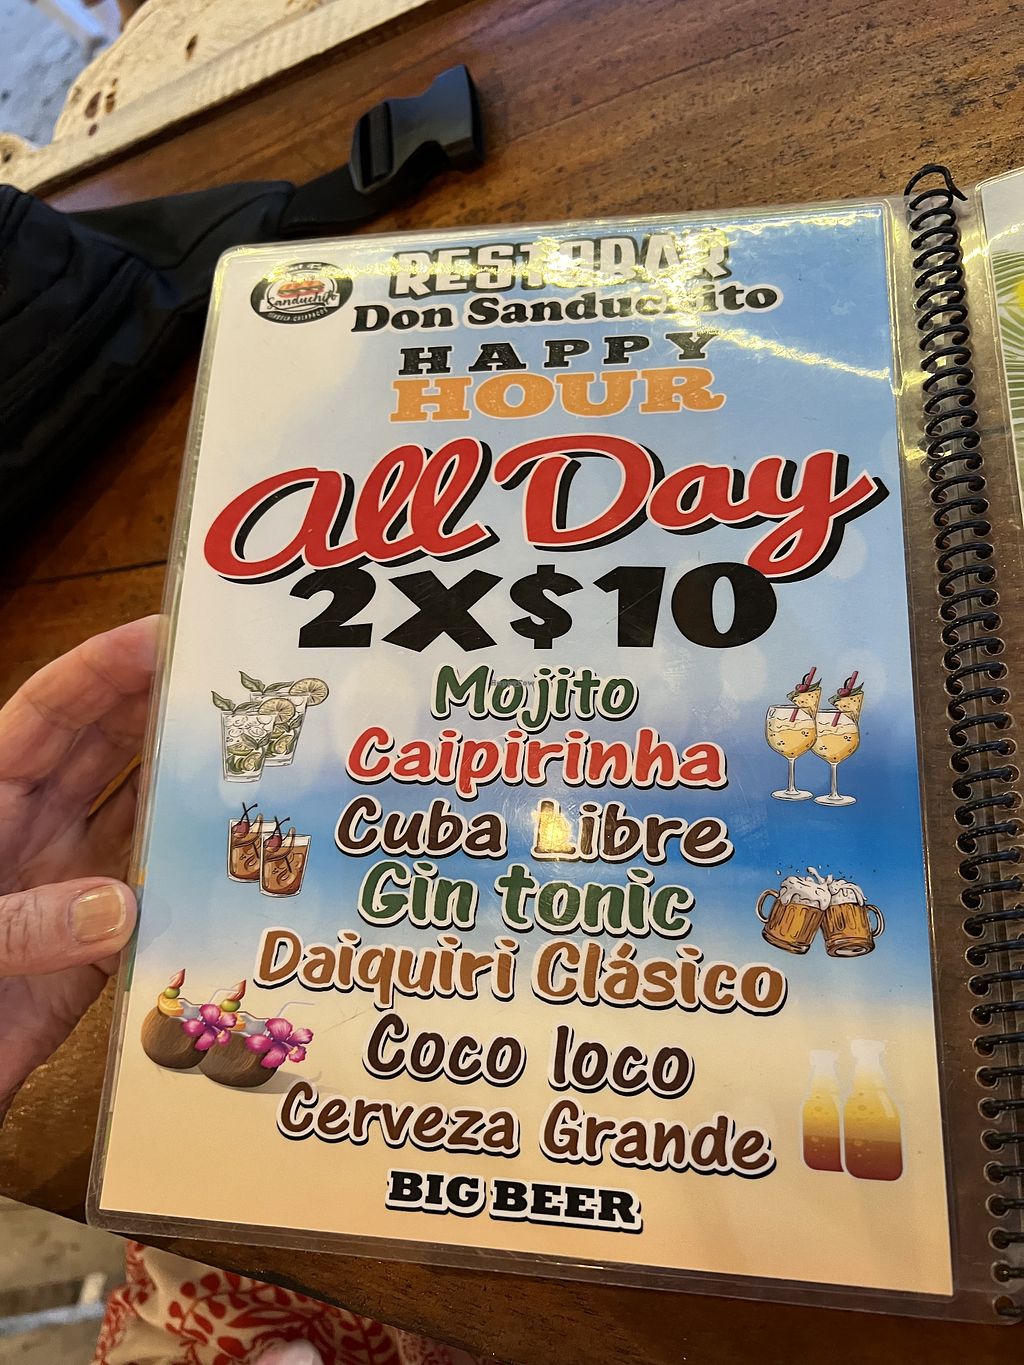 RESTOBAR
Don Sanduchito
Sanduchito
HAPPY
HOUR
All Day
2X$10
Mojito
Caipirinha
Cuba Libre
Gin tonic
Daiquiri Clásico
Coco loco
Cerveza Grande
BIG BEER